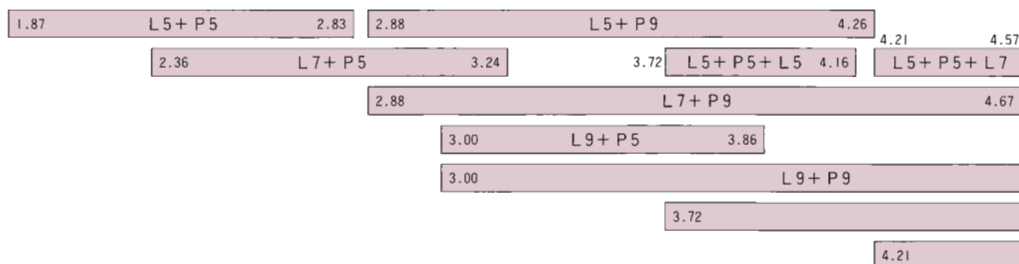 1.87 L5+P5 2.83 2.88 L5+P9 4.26
4.21 4.57
2.36 L7+P5 3.24 3.72 L5+P5+L5 4.16 L5+P5+L7
2.88 L7+P9 4.67
3.00 L9+P5 3.86
3.00 L9+P9
3.72
4.21